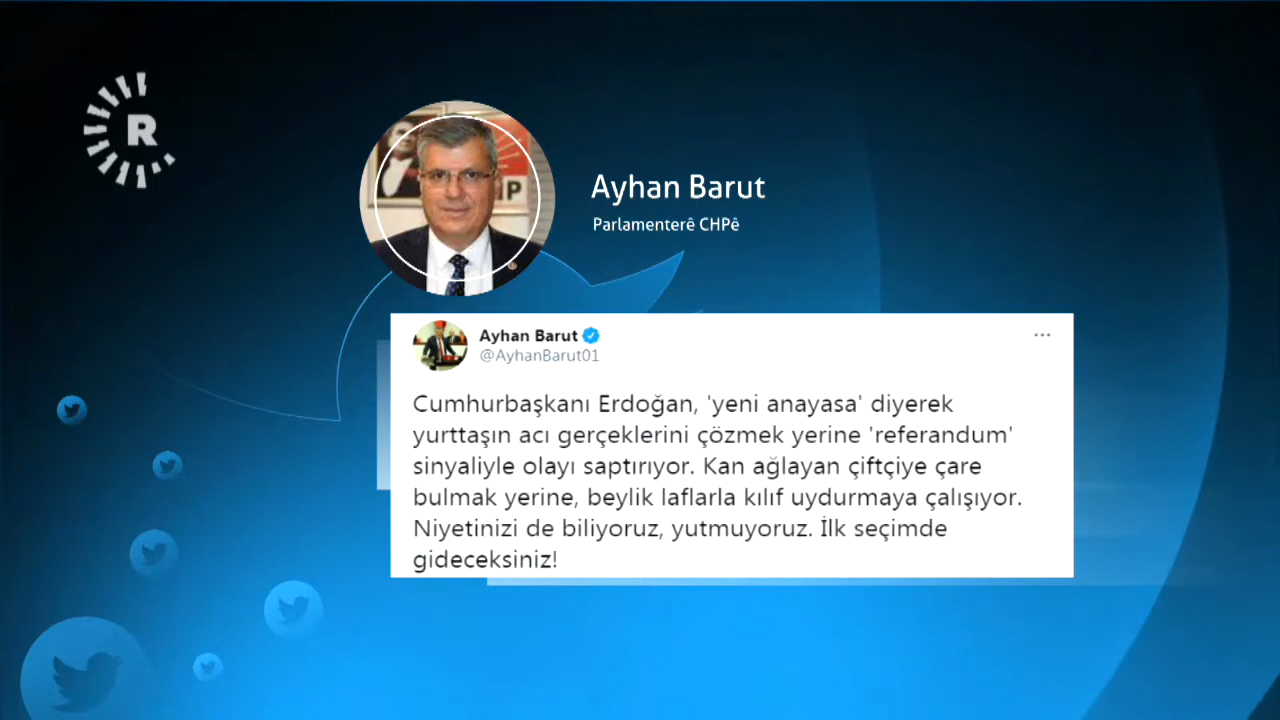 R
Ayhan Barut
Parlamenterê CHPê
Ayhan Barut
@AyhanBarut01
Cumhurbaşkanı Erdoğan, 'yeni anayasa' diyerek
yurttaşın acı gerçeklerini çözmek yerine 'referandum'
sinyaliyle olayı saptırıyor. Kan ağlayan çiftçiye çare
bulmak yerine, beylik laflarla kılıf uydurmaya çalışıyor.
Niyetinizi de biliyoruz, yutmuyoruz. İlk seçimde
gideceksiniz!